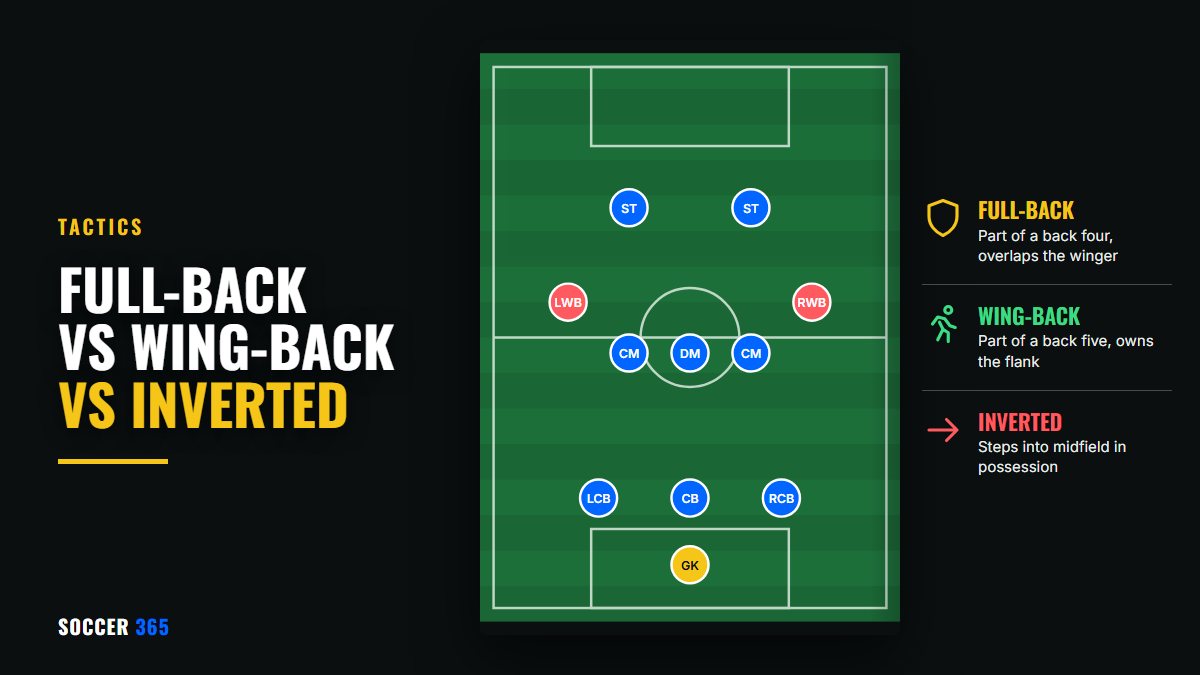 TACTICS
FULL-BACK
VS WING-BACK
VS INVERTED
SOCCER 365
ST ST
LWB RWB
CM DM CM
LCB CB RCB
GK
FULL-BACK
Part of a back four,
overlaps the winger
WING-BACK
Part of a back five, owns
the flank
INVERTED
Steps into midfield in
possession